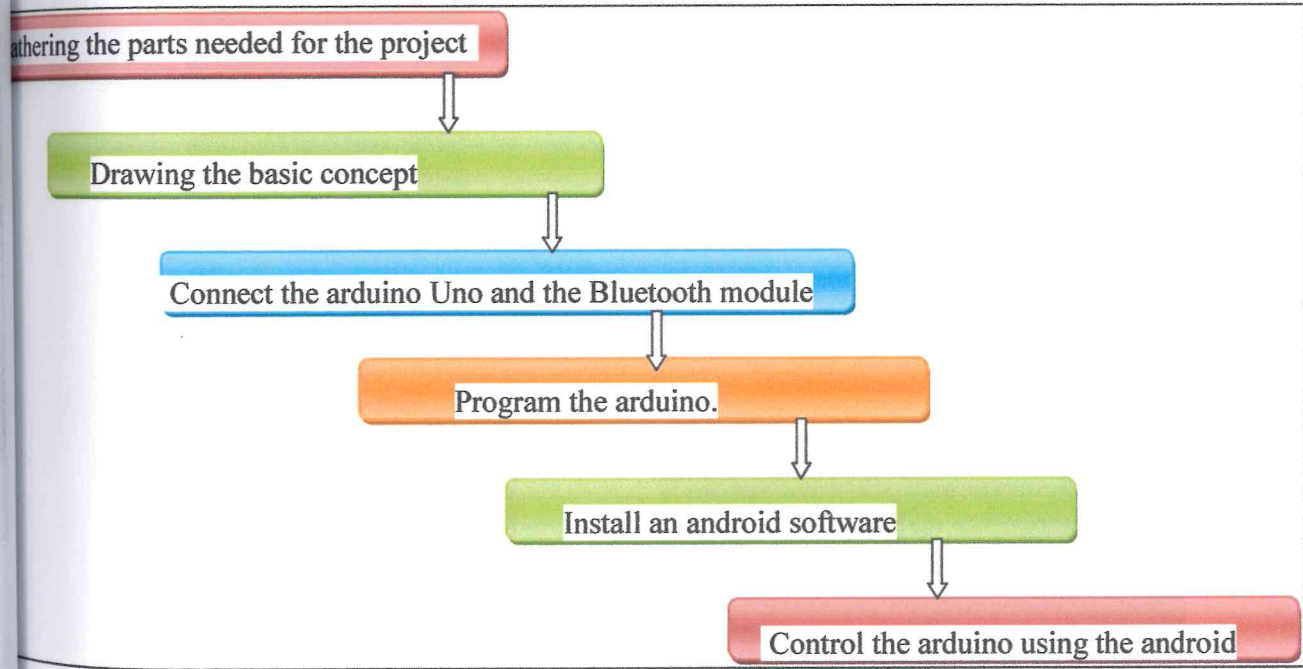 athering the parts needed for the project
Drawing the basic concept
Connect the arduino Uno and the Bluetooth module
Program the arduino.
Install an android software
Control the arduino using the android